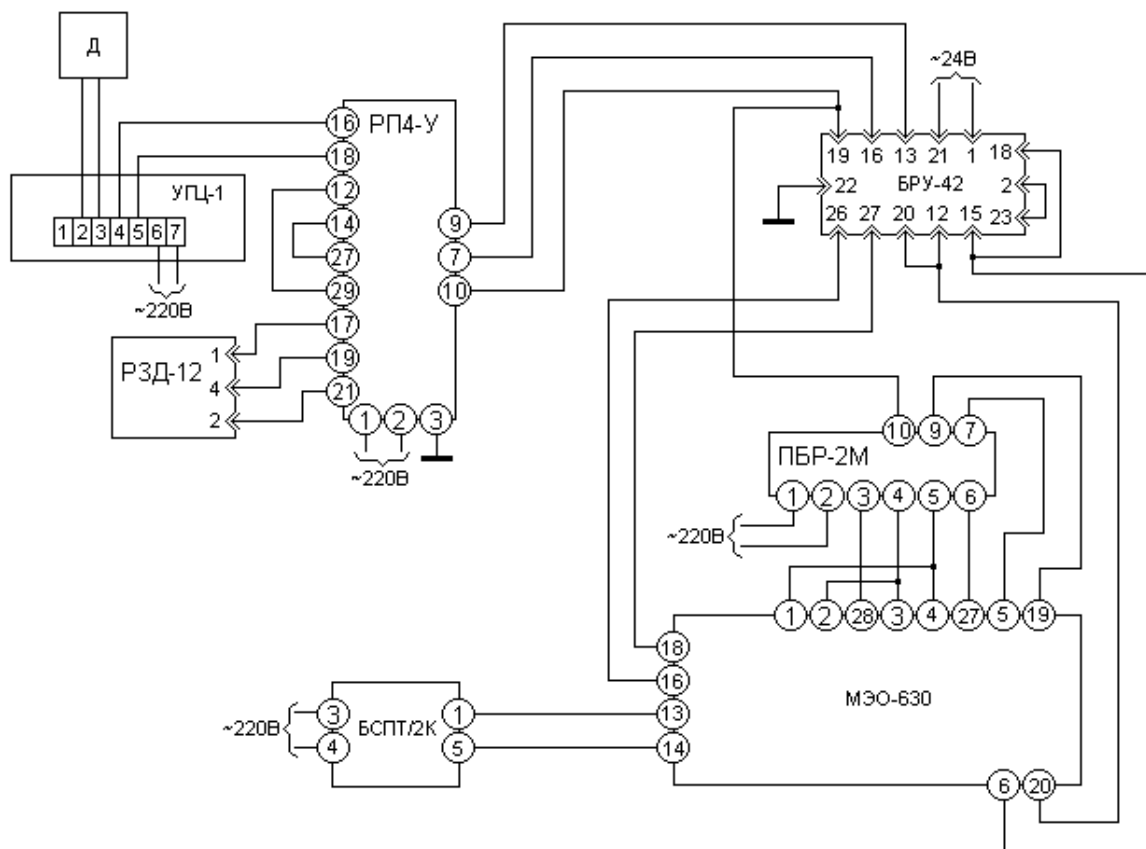 Д
~24В
16 РП4-У
18
19 16 13 21 1 18
УПЦ-1
12
БРУ-42
22 2
14
9
26 27 20 12 15 23
1 2 3 4 5 6 7
27
7
29
10
~220В
17
1
РЗД-12
19
4
21
2
1 2 3
10 9 7
~220В
ПБР-2М
1 2 3 4 5 6
~220В
1 2 28 3 4 27 5 19
18
16
МЭО-630
3 БСПТ/2К 1
13
~220В
4 5
14
6 20